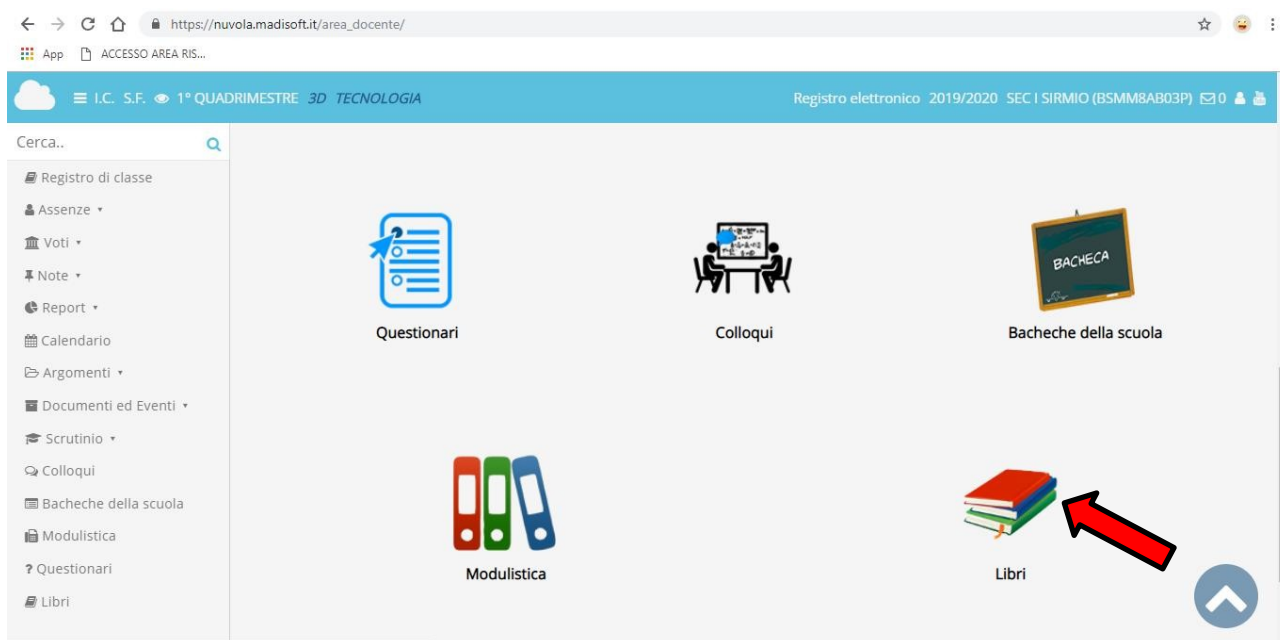 https://nuvola.madisoft.it/area_docente/
App ACCESSO AREA RIS...
I.C. S.F. 1° QUADRIMESTRE 3D TECNOLOGIA
Registro elettronico 2019/2020 SEC I SIRMIO (BSMM8AB03P) 0
Cerca..
Registro di classe
Assenze
Voti
Note
Report
Calendario
Argomenti
Documenti ed Eventi
Scrutinio
Colloqui
Bacheche della scuola
Modulistica
? Questionari
Libri
Questionari
Colloqui
BACHECA
Bacheche della scuola
Modulistica
Libri